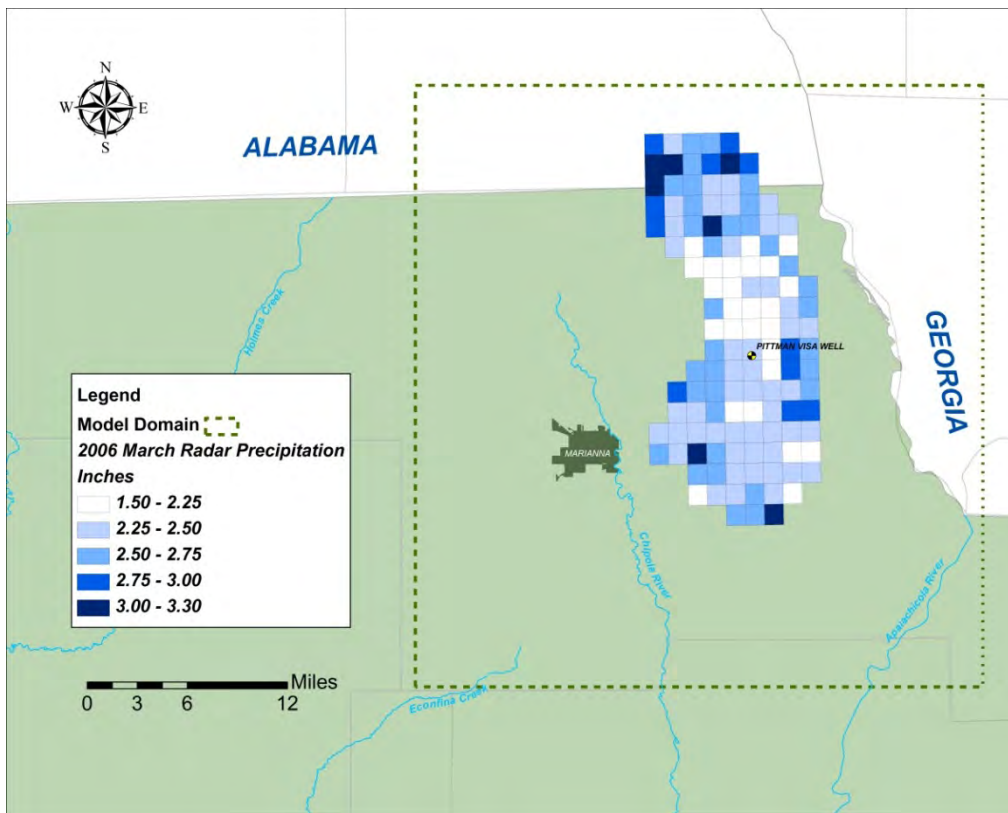 N
W E
S
ALABAMA
GEORGIA
Holmes Creek
PITTMAN VISA WELL
MARIANNA
Chipola River
Apalachicola River
Econfina Creek
Legend
Model Domain
2006 March Radar Precipitation
Inches
1.50 - 2.25
2.25 - 2.50
2.50 - 2.75
2.75 - 3.00
3.00 - 3.30
Miles
0 3 6 12